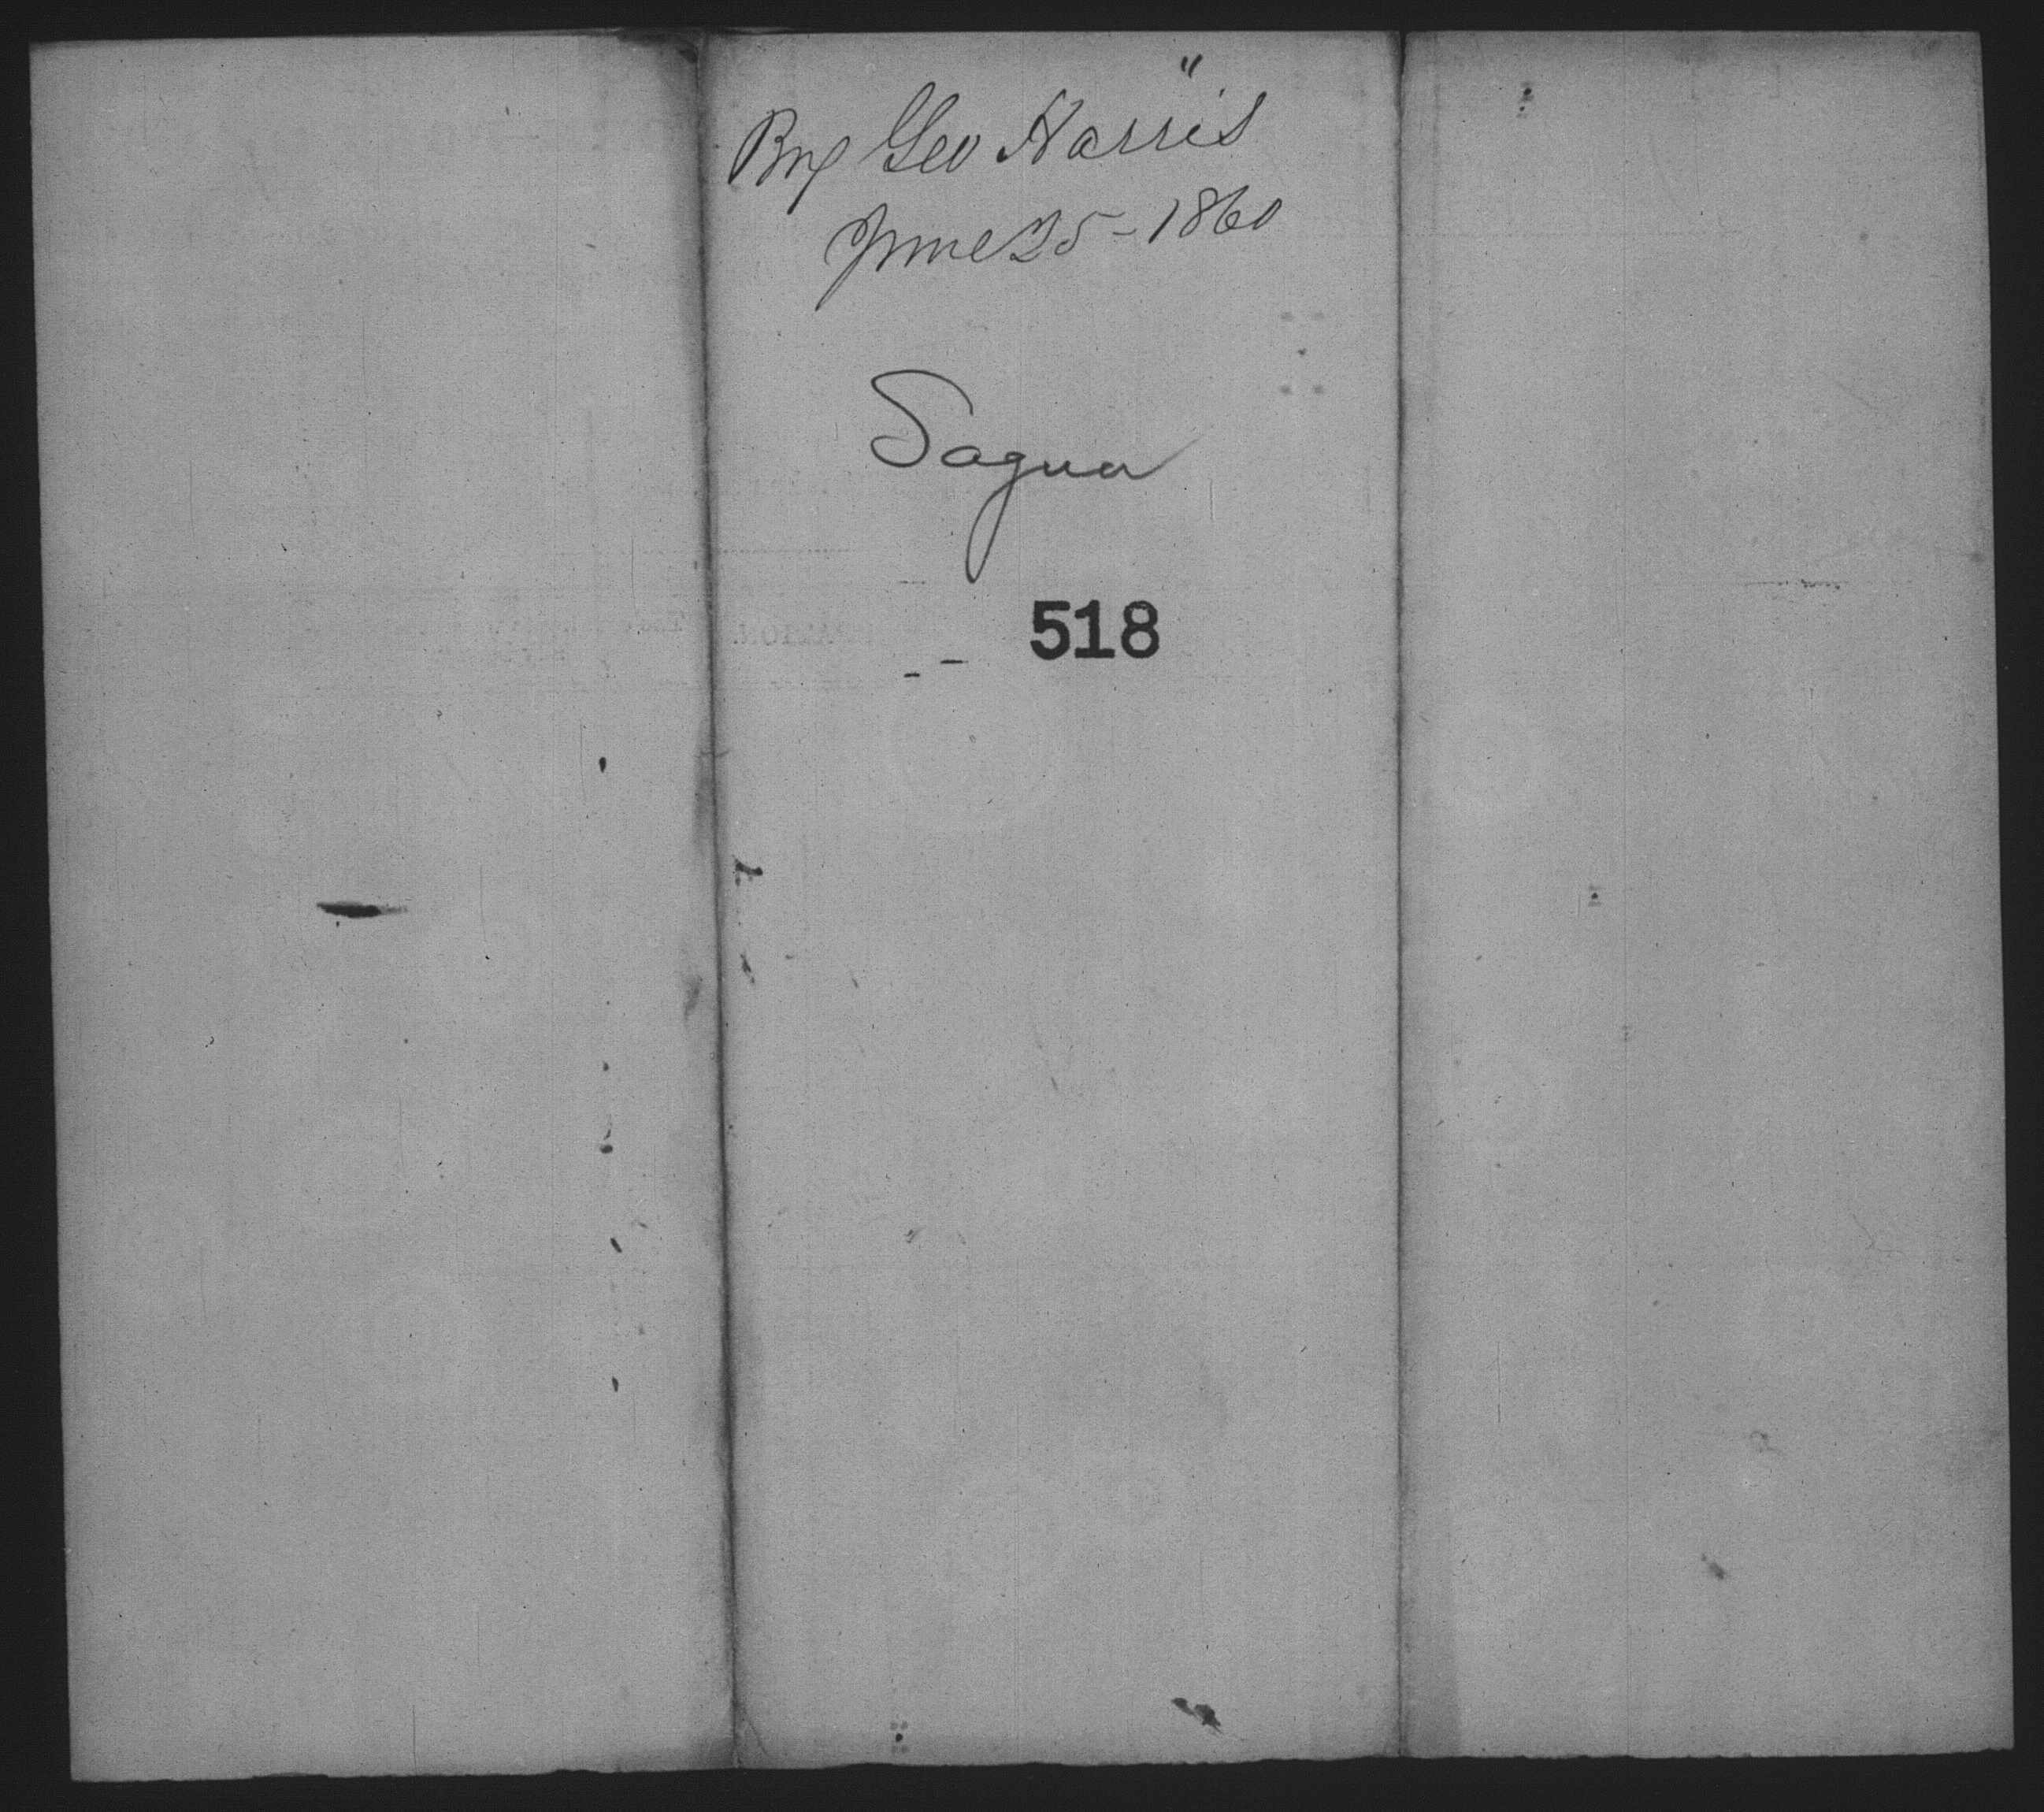 "
Brg Geo Harris
June 25 - 1860
Sagua
518